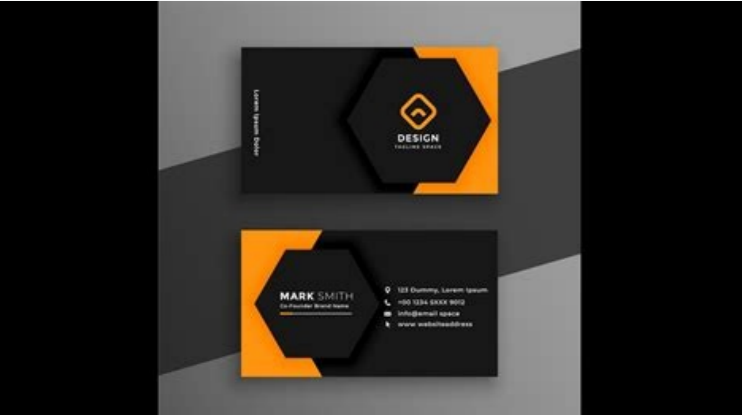 Lorem Ipsum Dolor
DESIGN
TAGLINE SPACE
MARK SMITH
Co-Founder Brand Name
123 Dummy, Lorem Ipsum
+00 1234 5XXX 9012
info@email space
www websiteaddress